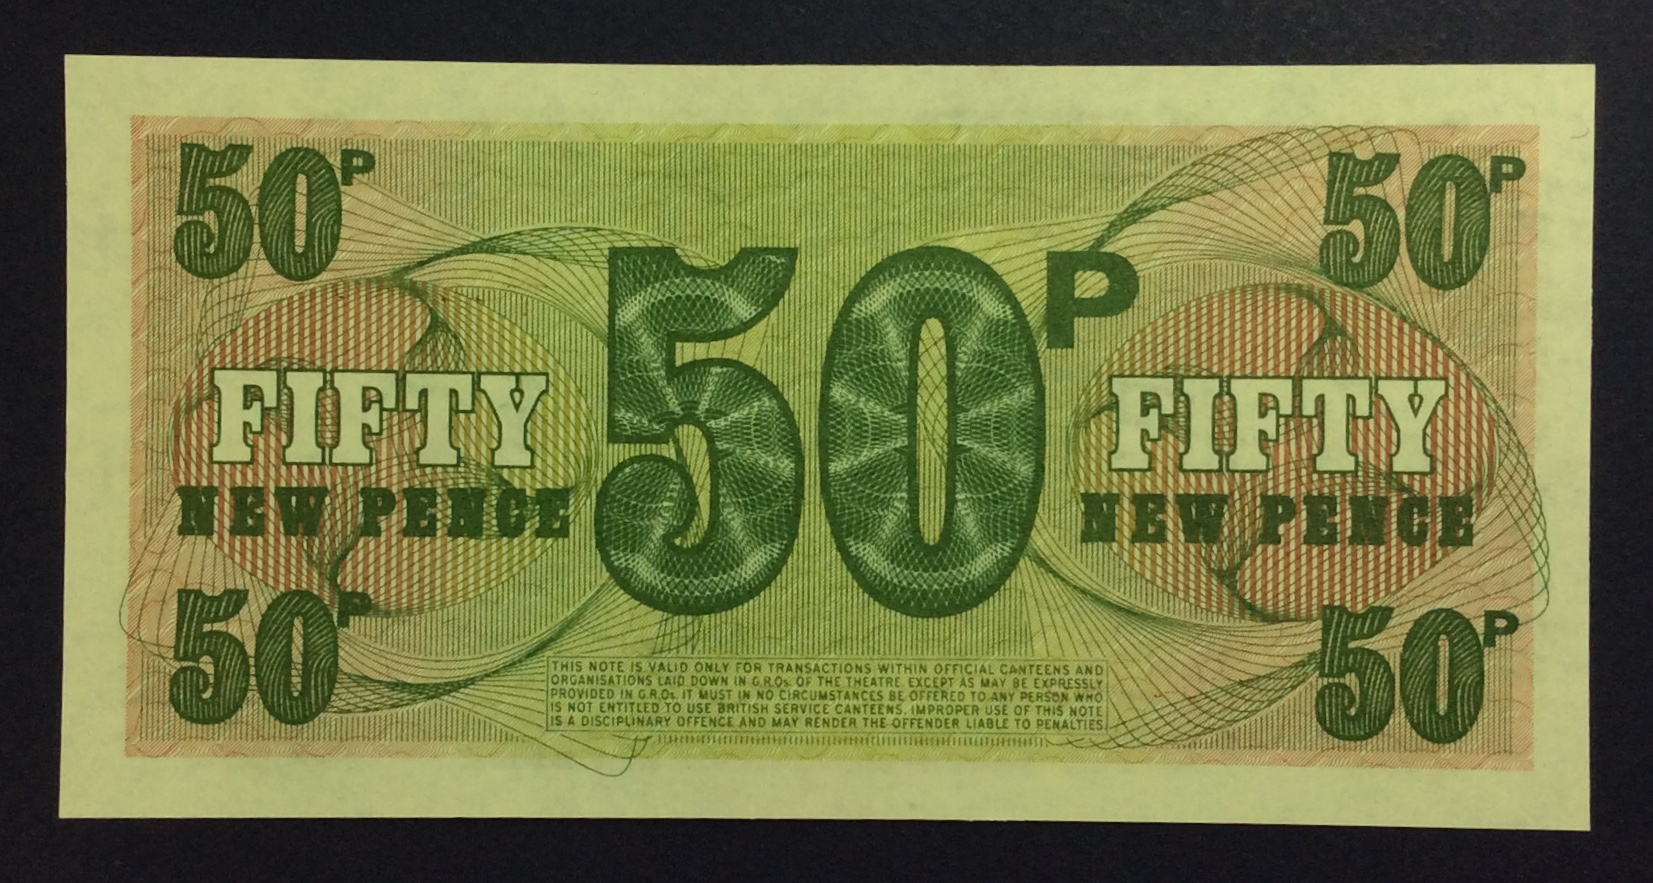 50P 50P
50P
FIFTY FIFTY
NEW PENCE NEW PENCE
50P 50P
THIS NOTE IS VALID ONLY FOR TRANSACTIONS WITHIN OFFICIAL CANTEENS AND
ORGANISATIONS LAID DOWN IN G.R.Os. OF THE THEATRE. EXCEPT AS MAY BE EXPRESSLY
PROVIDED IN G.R.Os. IT MUST IN NO CIRCUMSTANCES BE OFFERED TO ANY PERSON WHO
IS NOT ENTITLED TO USE BRITISH SERVICE CANTEENS. IMPROPER USE OF THIS NOTE
IS A DISCIPLINARY OFFENCE AND MAY RENDER THE OFFENDER LIABLE TO PENALTIES